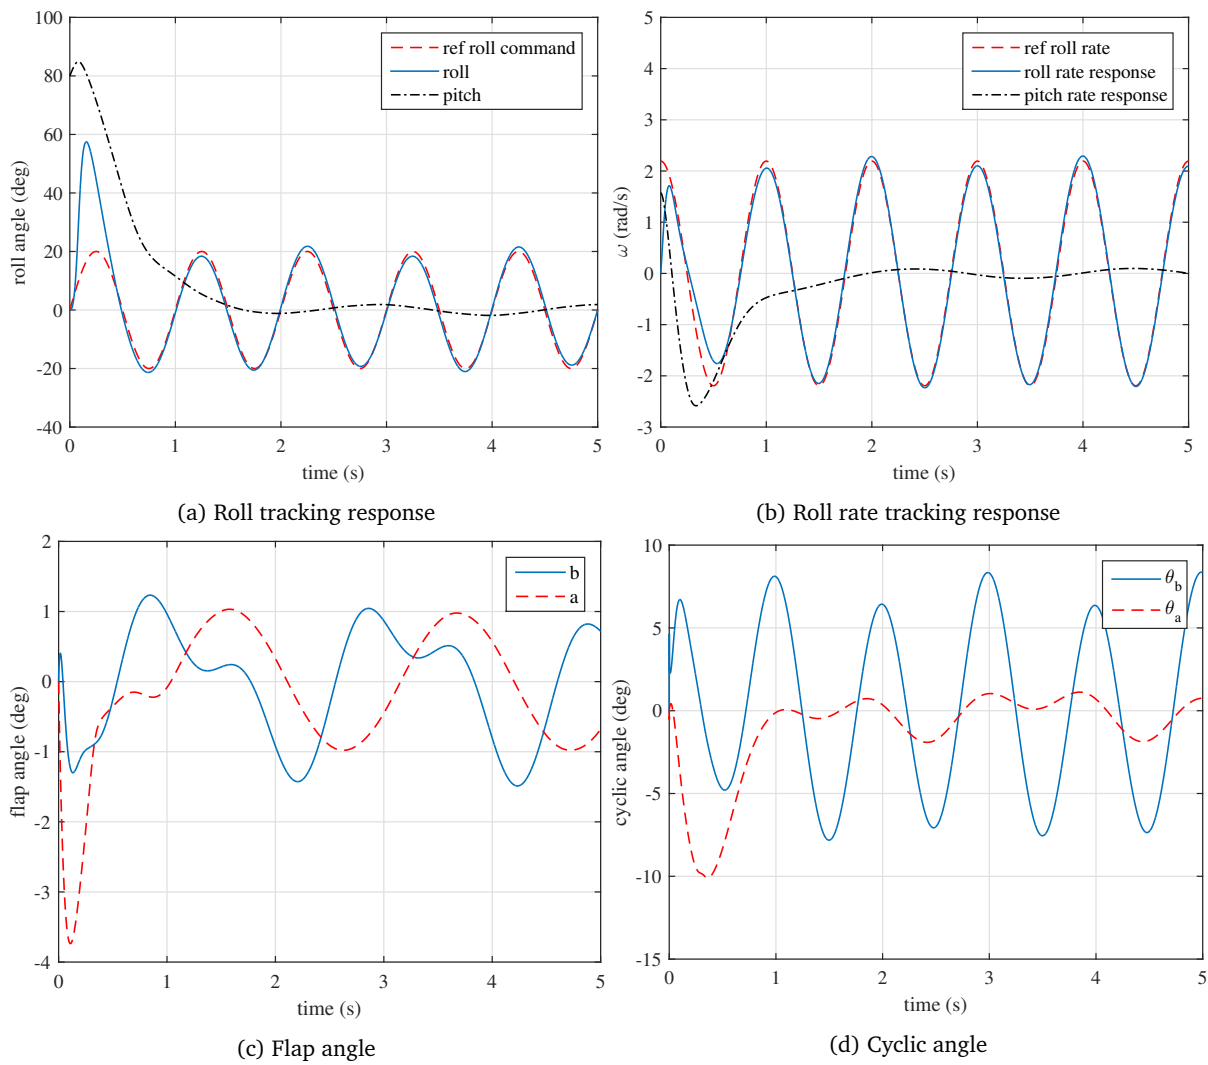 100
80
60
40
20
0
-20
-40
roll angle (deg)
ref roll command
roll
pitch
0 1 2 3 4 5
time (s)
(a) Roll tracking response
5
4
3
2
1
0
-1
-2
-3
ω (rad/s)
ref roll rate
roll rate response
pitch rate response
0 1 2 3 4 5
time (s)
(b) Roll rate tracking response
2
1
0
-1
-2
-3
-4
flap angle (deg)
b
a
0 1 2 3 4 5
time (s)
(c) Flap angle
10
5
0
-5
-10
-15
cyclic angle (deg)
θb
θa
0 1 2 3 4 5
time (s)
(d) Cyclic angle